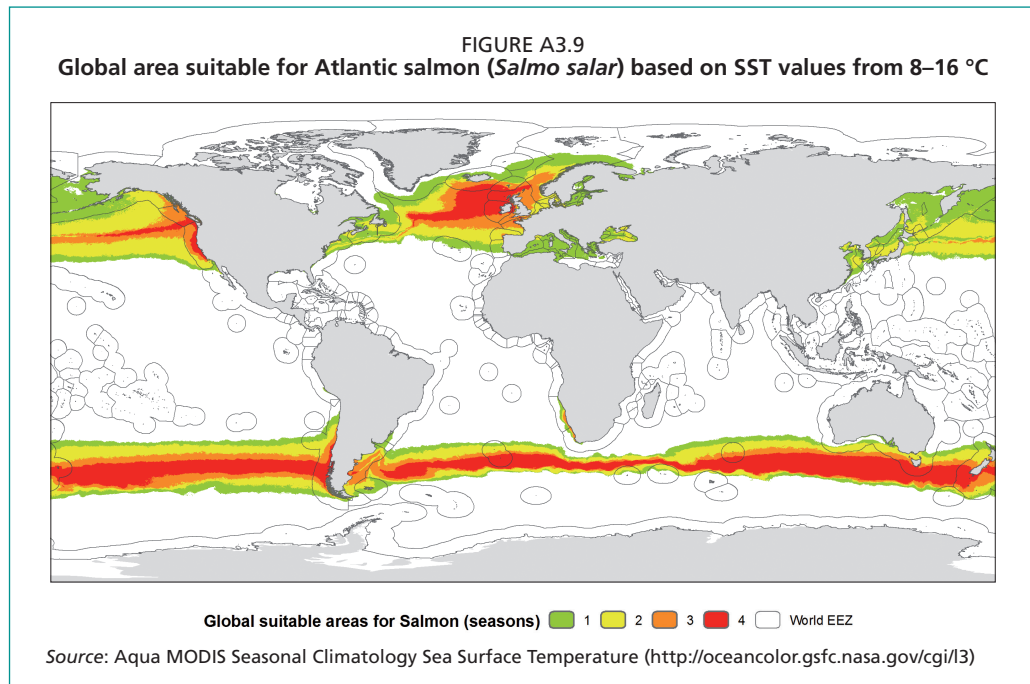 FIGURE A3.9
Global area suitable for Atlantic salmon (Salmo salar) based on SST values from 8–16 °C
Global suitable areas for Salmon (seasons) 1 2 3 4 World EEZ
Source: Aqua MODIS Seasonal Climatology Sea Surface Temperature (http://oceancolor.gsfc.nasa.gov/cgi/l3)